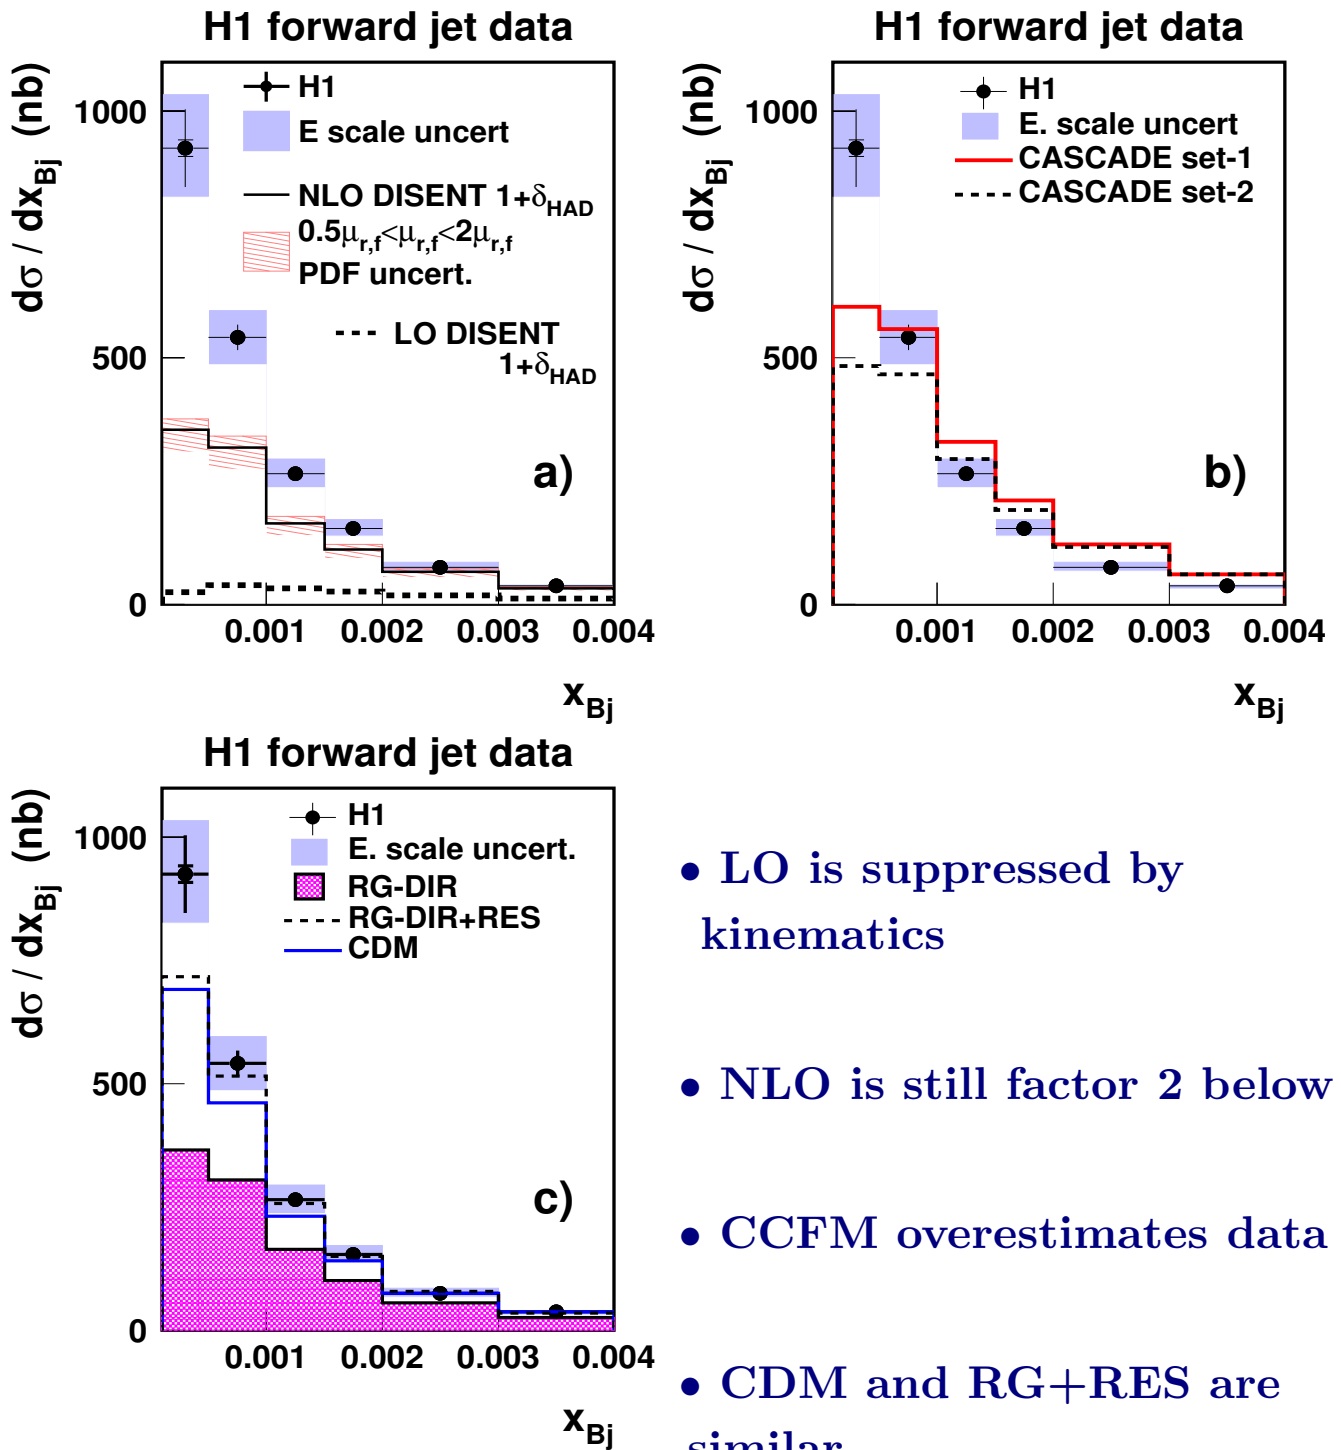 H1 forward jet data
dσ / dx_Bj (nb)
1000
500
0
H1
E scale uncert
NLO DISENT 1+δ_HAD
0.5μ_r,f<μ_r,f<2μ_r,f
PDF uncert.
LO DISENT
1+δ_HAD
a)
0.001 0.002 0.003 0.004
x_Bj
H1 forward jet data
dσ / dx_Bj (nb)
1000
500
0
H1
E. scale uncert
CASCADE set-1
CASCADE set-2
b)
0.001 0.002 0.003 0.004
x_Bj
H1 forward jet data
dσ / dx_Bj (nb)
1000
500
0
H1
E. scale uncert.
RG-DIR
RG-DIR+RES
CDM
c)
0.001 0.002 0.003 0.004
x_Bj
• LO is suppressed by
kinematics
• NLO is still factor 2 below
• CCFM overestimates data
• CDM and RG+RES are
similar